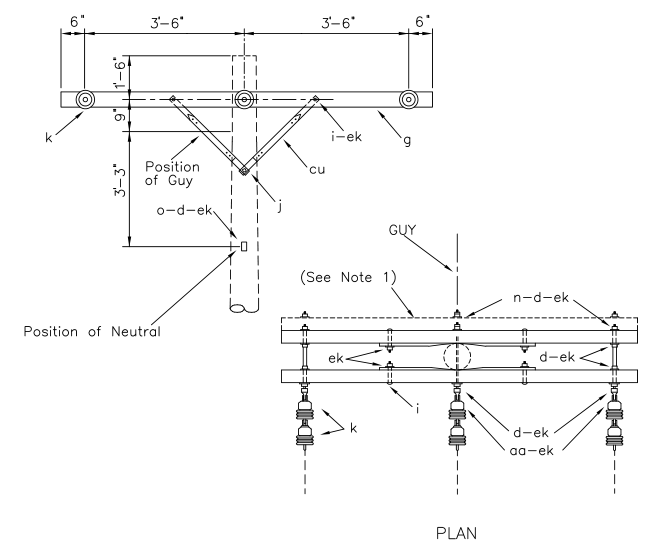 6"
3'-6"
3'-6"
6"
1'-6"
9"
3'-3"
k
i-ek
g
Position
of Guy
cu
j
o-d-ek
Position of Neutral
GUY
(See Note 1)
n-d-ek
ek
d-ek
i
k
d-ek
aa-ek
PLAN